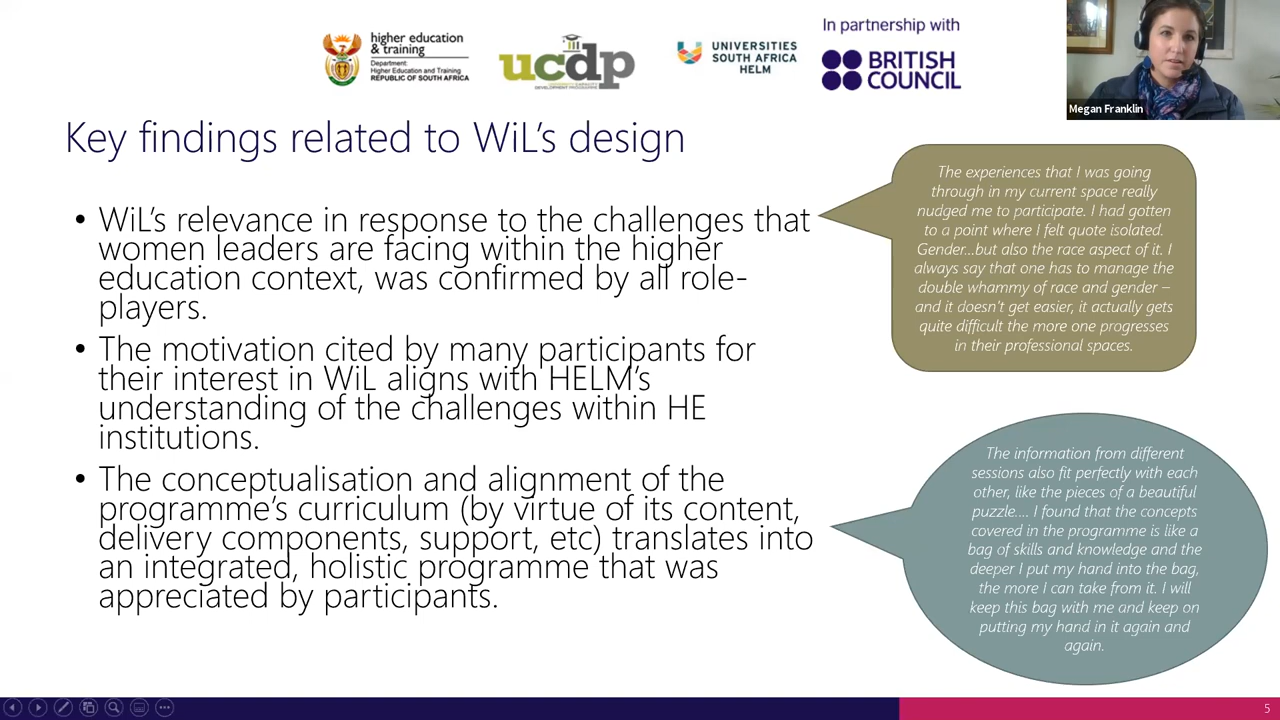 higher education
& training
Department:
Higher Education and Training
REPUBLIC OF SOUTH AFRICA
ucdp
UNIVERSITY CAPACITY
DEVELOPMENT PROGRAMME
UNIVERSITIES
SOUTH AFRICA
HELM
In partnership with
BRITISH
COUNCIL
Megan Franklin
Key findings related to WiL's design
• WiL's relevance in response to the challenges that
women leaders are facing within the higher
education context, was confirmed by all role-
players.
• The motivation cited by many participants for
their interest in WiL aligns with HELM's
understanding of the challenges within HE
institutions.
• The conceptualisation and alignment of the
programme's curriculum (by virtue of its content,
delivery components, support, etc) translates into
an integrated, holistic programme that was
appreciated by participants.
The experiences that I was going
through in my current space really
nudged me to participate. I had gotten
to a point where I felt quote isolated.
Gender...but also the race aspect of it. I
always say that one has to manage the
double whammy of race and gender –
and it doesn't get easier, it actually gets
quite difficult the more one progresses
in their professional spaces.
The information from different
sessions also fit perfectly with each
other, like the pieces of a beautiful
puzzle.... I found that the concepts
covered in the programme is like a
bag of skills and knowledge and the
deeper I put my hand into the bag,
the more I can take from it. I will
keep this bag with me and keep on
putting my hand in it again and
again.
5